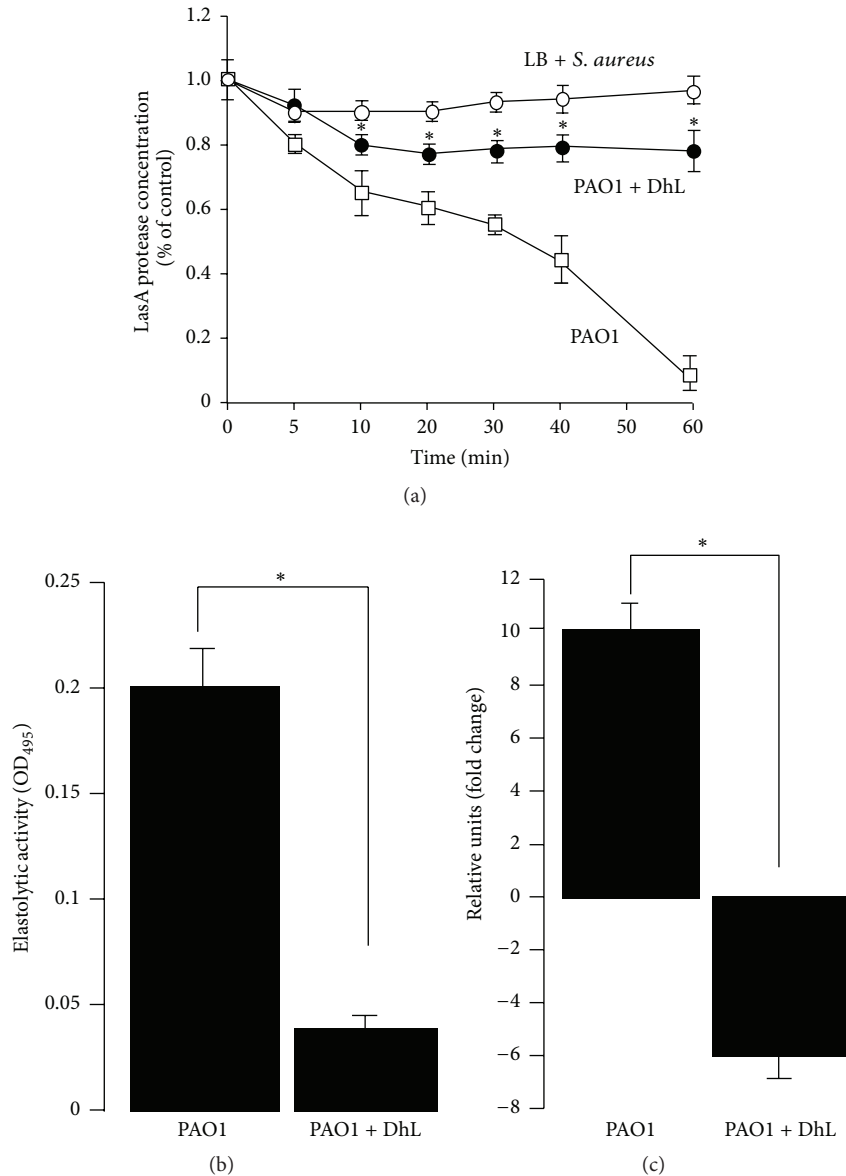 1.2
1.0
0.8
0.6
0.4
0.2
0
LasA protease concentration
(% of control)
LB + S. aureus
* * * * *
PAO1 + DhL
PAO1
0 5 10 20 30 40 50 60
Time (min)
(a)
0.25
0.2
0.15
0.1
0.05
0
Elastolytic activity (OD495)
*
PAO1 PAO1 + DhL
(b)
12
10
8
6
4
2
0
−2
−4
−6
−8
Relative units (fold change)
*
PAO1 PAO1 + DhL
(c)